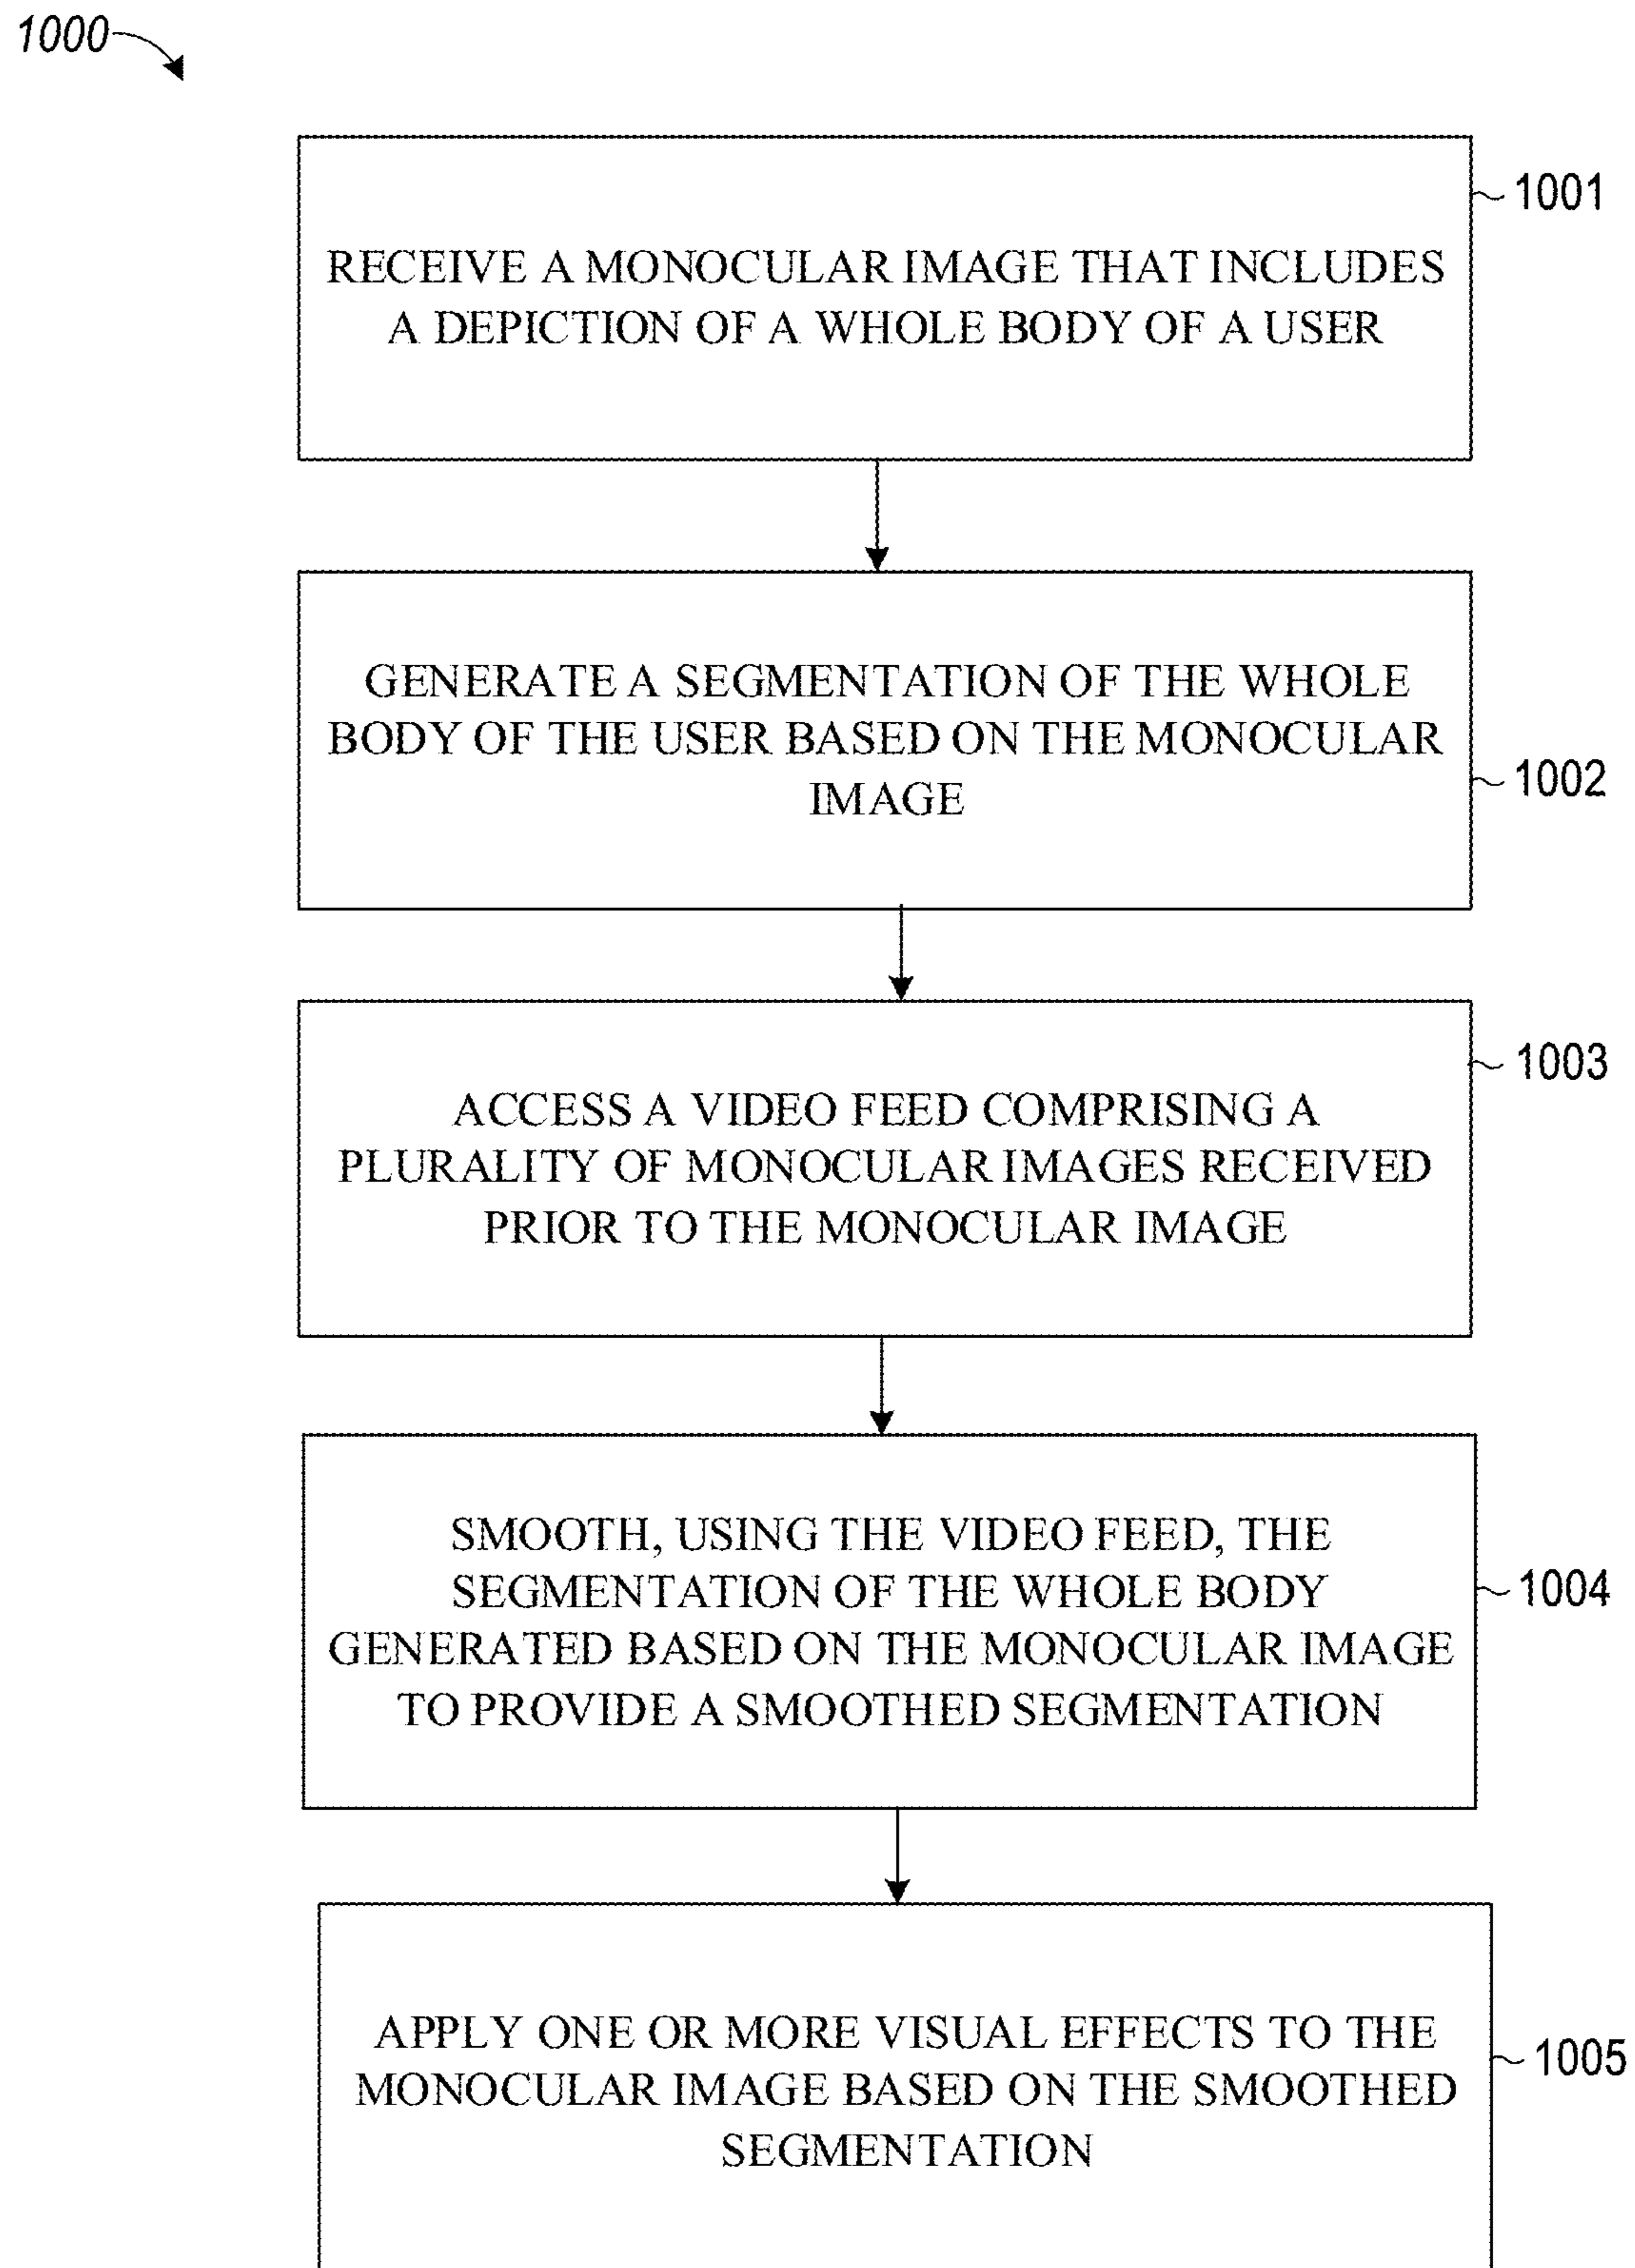 1000
1001
RECEIVE A MONOCULAR IMAGE THAT INCLUDES
A DEPICTION OF A WHOLE BODY OF A USER
GENERATE A SEGMENTATION OF THE WHOLE
BODY OF THE USER BASED ON THE MONOCULAR
1002
IMAGE
1003
ACCESS A VIDEO FEED COMPRISING A
PLURALITY OF MONOCULAR IMAGES RECEIVED
PRIOR TO THE MONOCULAR IMAGE
SMOOTH, USING THE VIDEO FEED, THE
SEGMENTATION OF THE WHOLE BODY
1004
GENERATED BASED ON THE MONOCULAR IMAGE
TO PROVIDE A SMOOTHED SEGMENTATION
APPLY ONE OR MORE VISUAL EFFECTS TO THE
1005
MONOCULAR IMAGE BASED ON THE SMOOTHED
SEGMENTATION